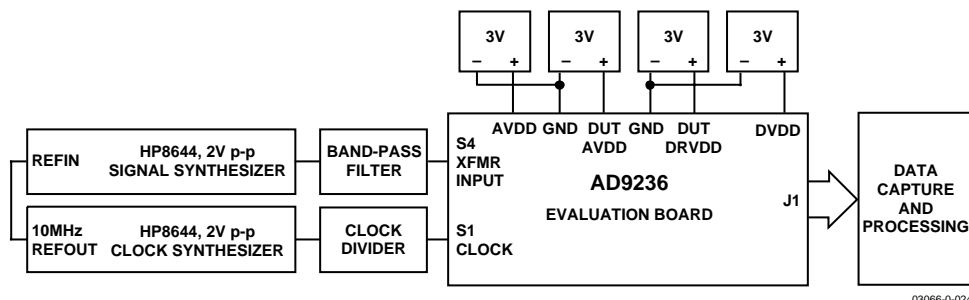 3V
3V
3V
3V
– +
– +
– +
– +
AVDD GND DUT AVDD GND DUT DRVDD DVDD
REFIN
HP8644, 2V p-p
SIGNAL SYNTHESIZER
BAND-PASS
FILTER
S4
XFMR
INPUT
10MHz
REFOUT
HP8644, 2V p-p
CLOCK SYNTHESIZER
CLOCK
DIVIDER
S1
CLOCK
AD9236
EVALUATION BOARD
J1
DATA
CAPTURE
AND
PROCESSING